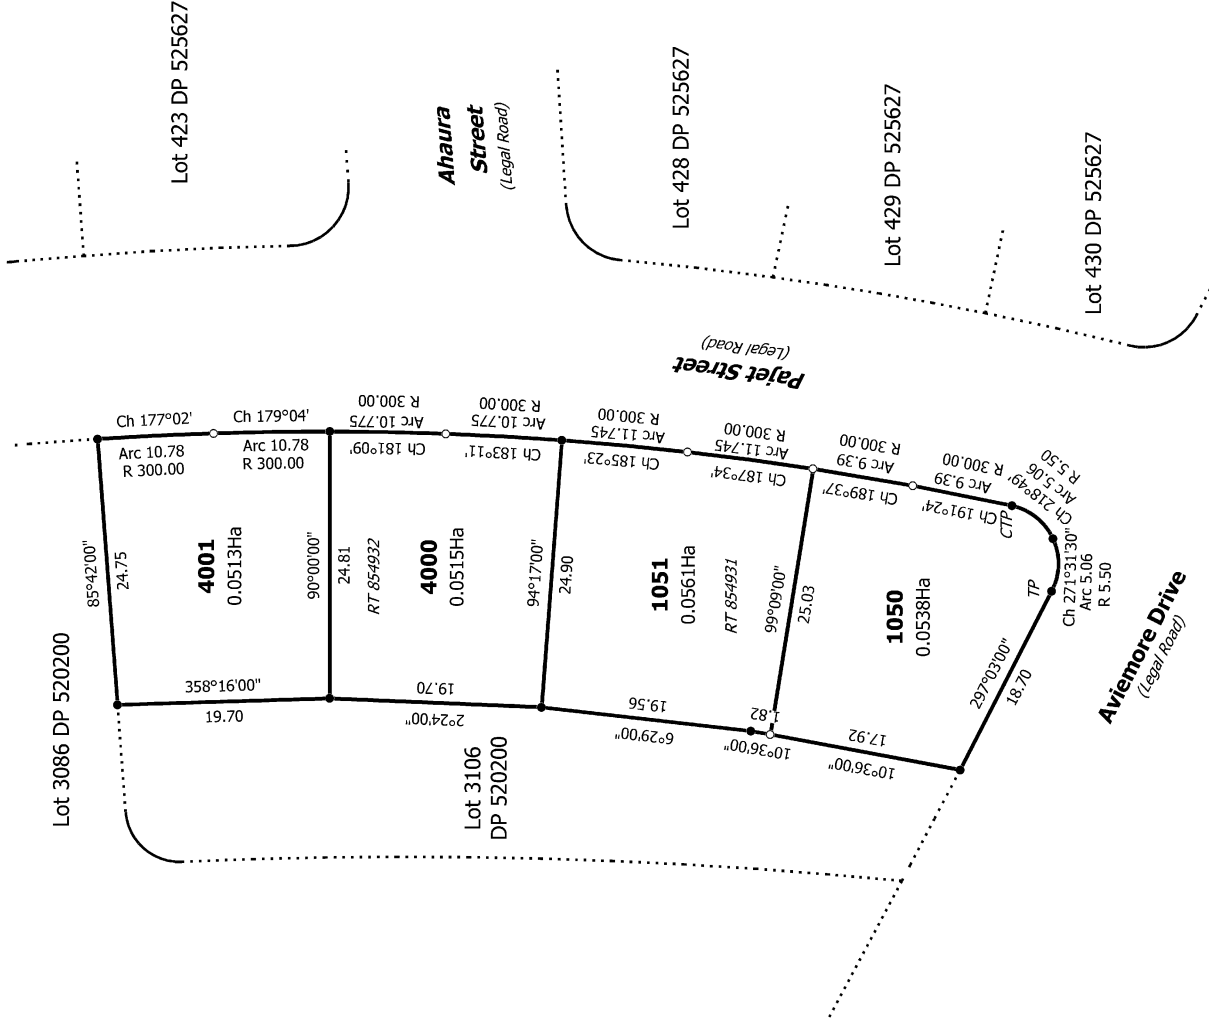 Lot 423 DP 525627
Ahaura
Street
(Legal Road)
Lot 428 DP 525627
Lot 429 DP 525627
Lot 430 DP 525627
Pajet Street
(Legal Road)
Ch 177°02'
Arc 10.78
R 300.00
Ch 179°04'
Arc 10.78
R 300.00
R 300.00
Arc 10.775
Ch 181°09'
R 300.00
Arc 10.775
Ch 183°11'
R 300.00
Arc 11.745
Ch 185°23'
R 300.00
Arc 11.745
Ch 187°34'
R 300.00
Arc 9.39
Ch 189°37'
R 300.00
Arc 9.39
Ch 191°24'
R 5.50
Arc 5.06
Ch 218°49'
CTP
TP
Ch 271°31'30"
Arc 5.06
R 5.50
85°42'00"
24.75
4001
0.0513Ha
90°00'00"
24.81
RT 854932
4000
0.0515Ha
94°17'00"
24.90
1051
0.0561Ha
RT 854931
99°09'00"
25.03
1050
0.0538Ha
297°03'00"
18.70
Aviemore Drive
(Legal Road)
358°16'00"
19.70
19.70
2°24'00"
19.56
6°29'00"
1.82
10°36'00"
17.92
10°36'00"
Lot 3086 DP 520200
Lot 3106
DP 520200